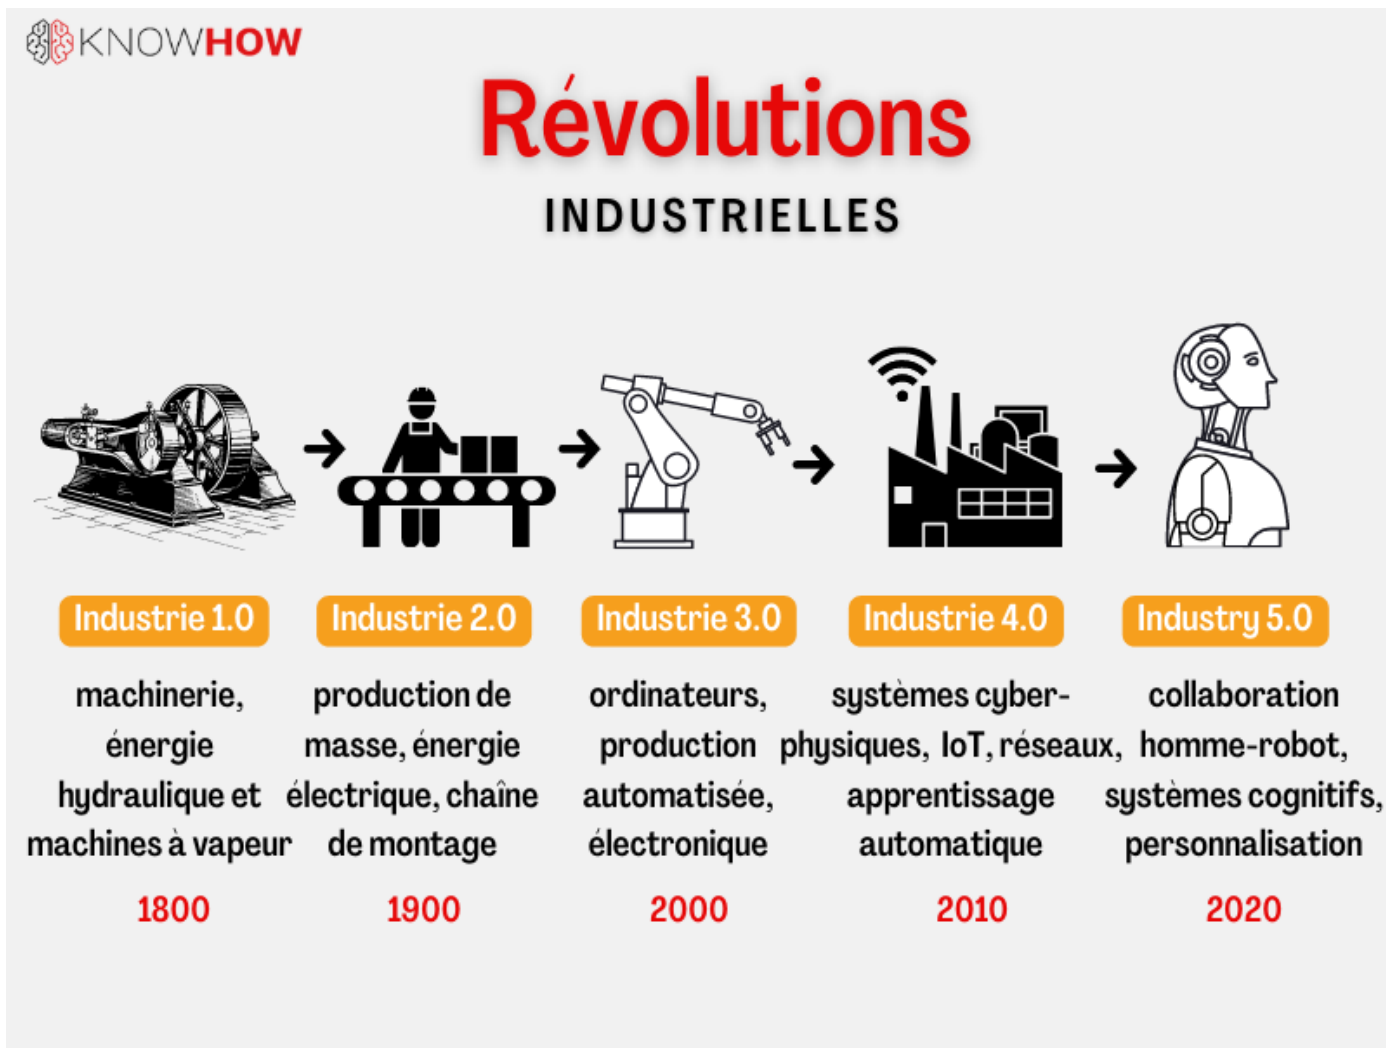 KNOWHOW
Révolutions
INDUSTRIELLES
Industrie 1.0
machinerie,
énergie
hydraulique et
machines à vapeur
1800
Industrie 2.0
production de
masse, énergie
électrique, chaîne
de montage
1900
Industrie 3.0
ordinateurs,
production
automatisée,
électronique
2000
Industrie 4.0
systèmes cyber-
physiques, IoT, réseaux,
apprentissage
automatique
2010
Industry 5.0
collaboration
homme-robot,
systèmes cognitifs,
personnalisation
2020